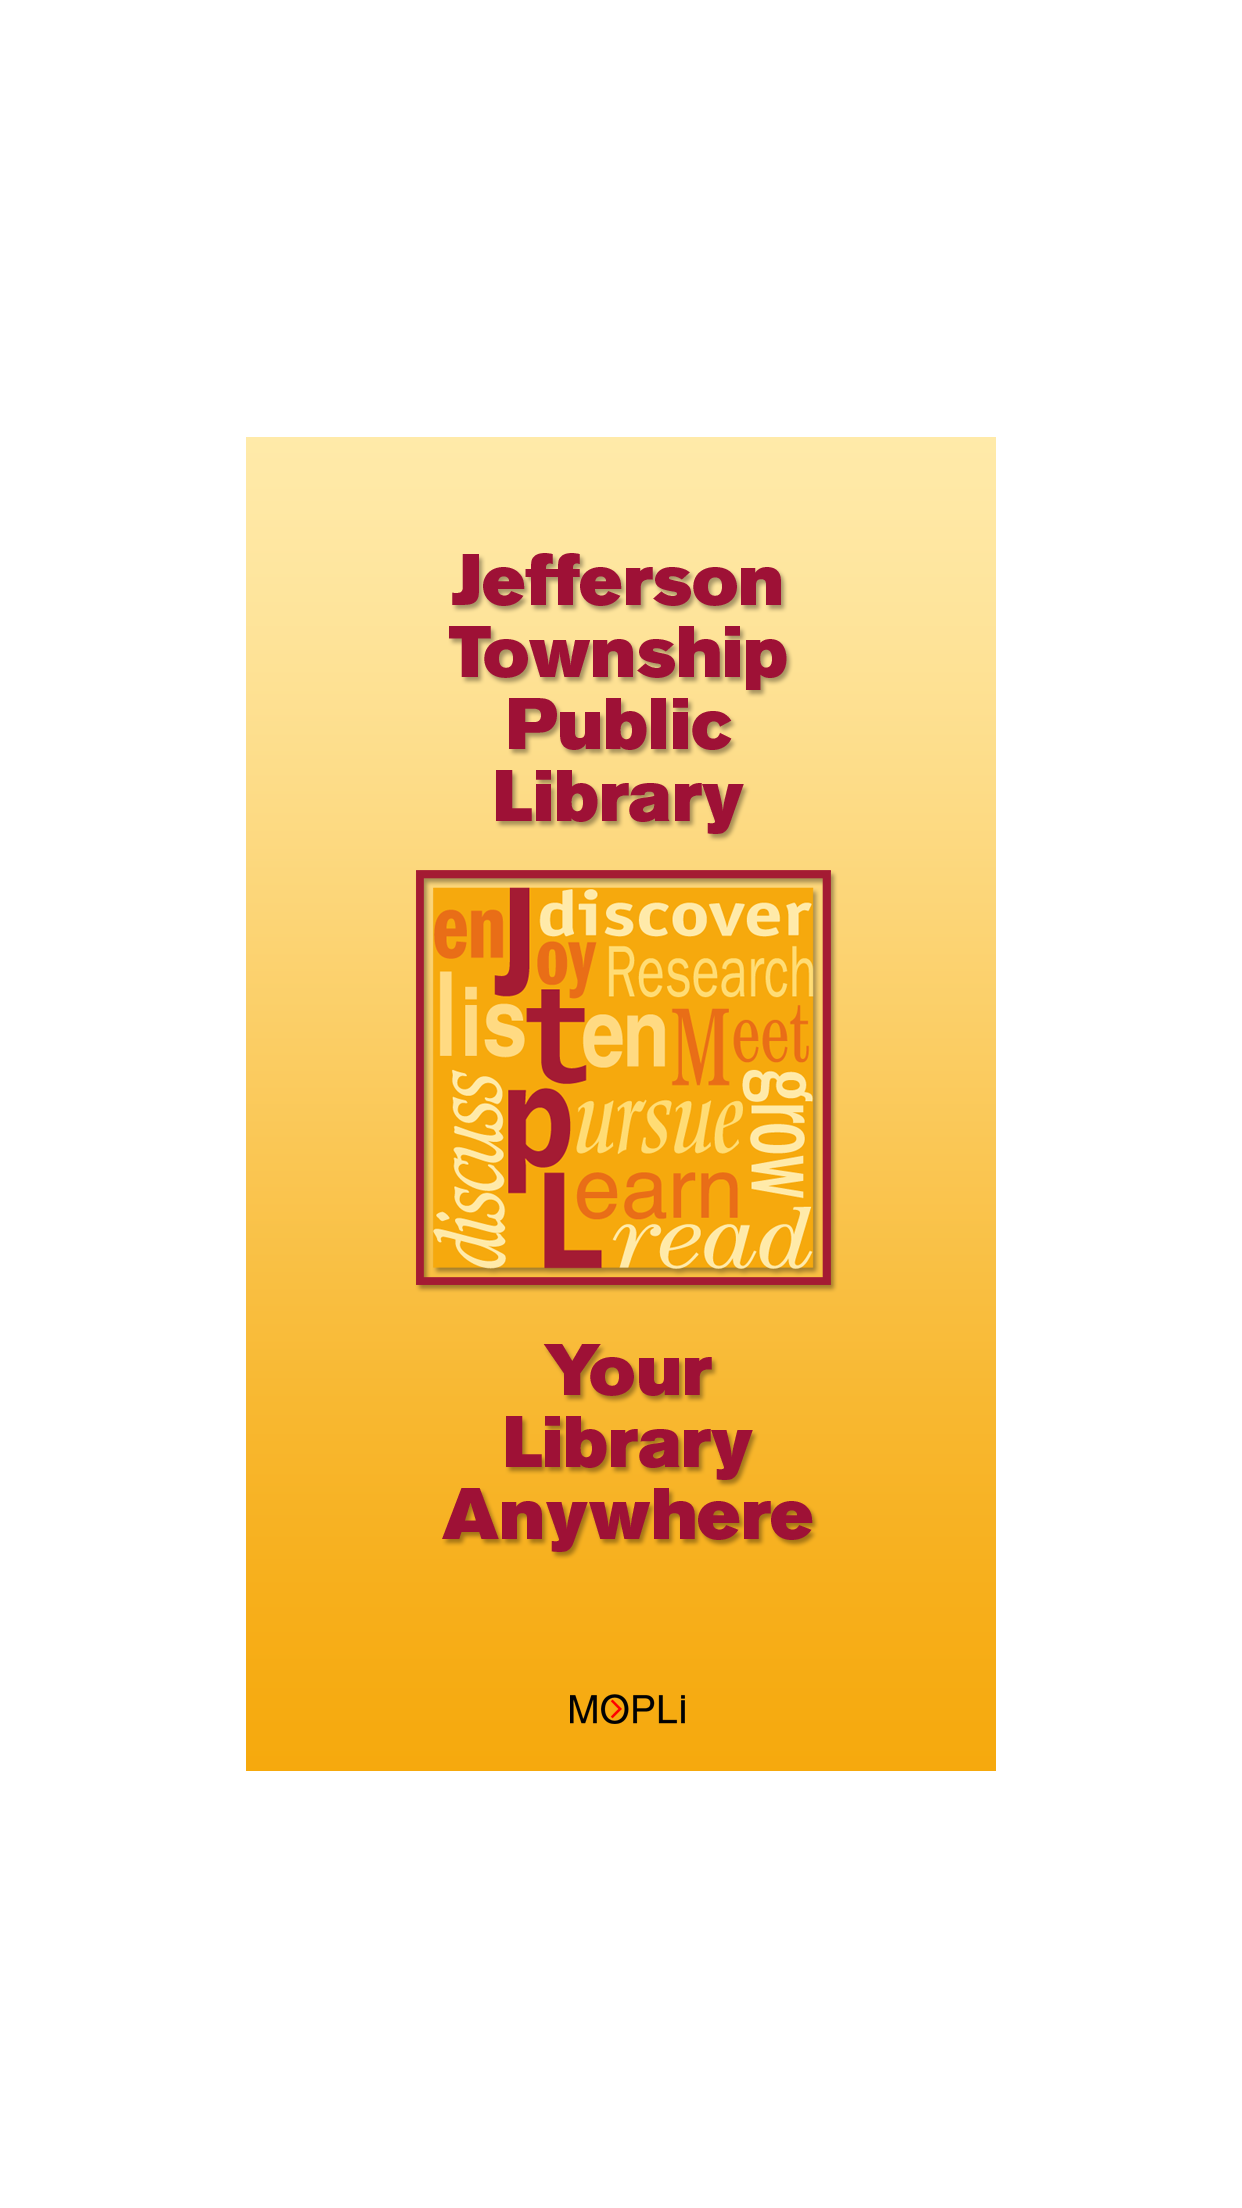 Jefferson
Township
Public
Library
enJoy discover
Research
listen Meet
discuss pursue grow
Learn
read
Your
Library
Anywhere
MOPLi